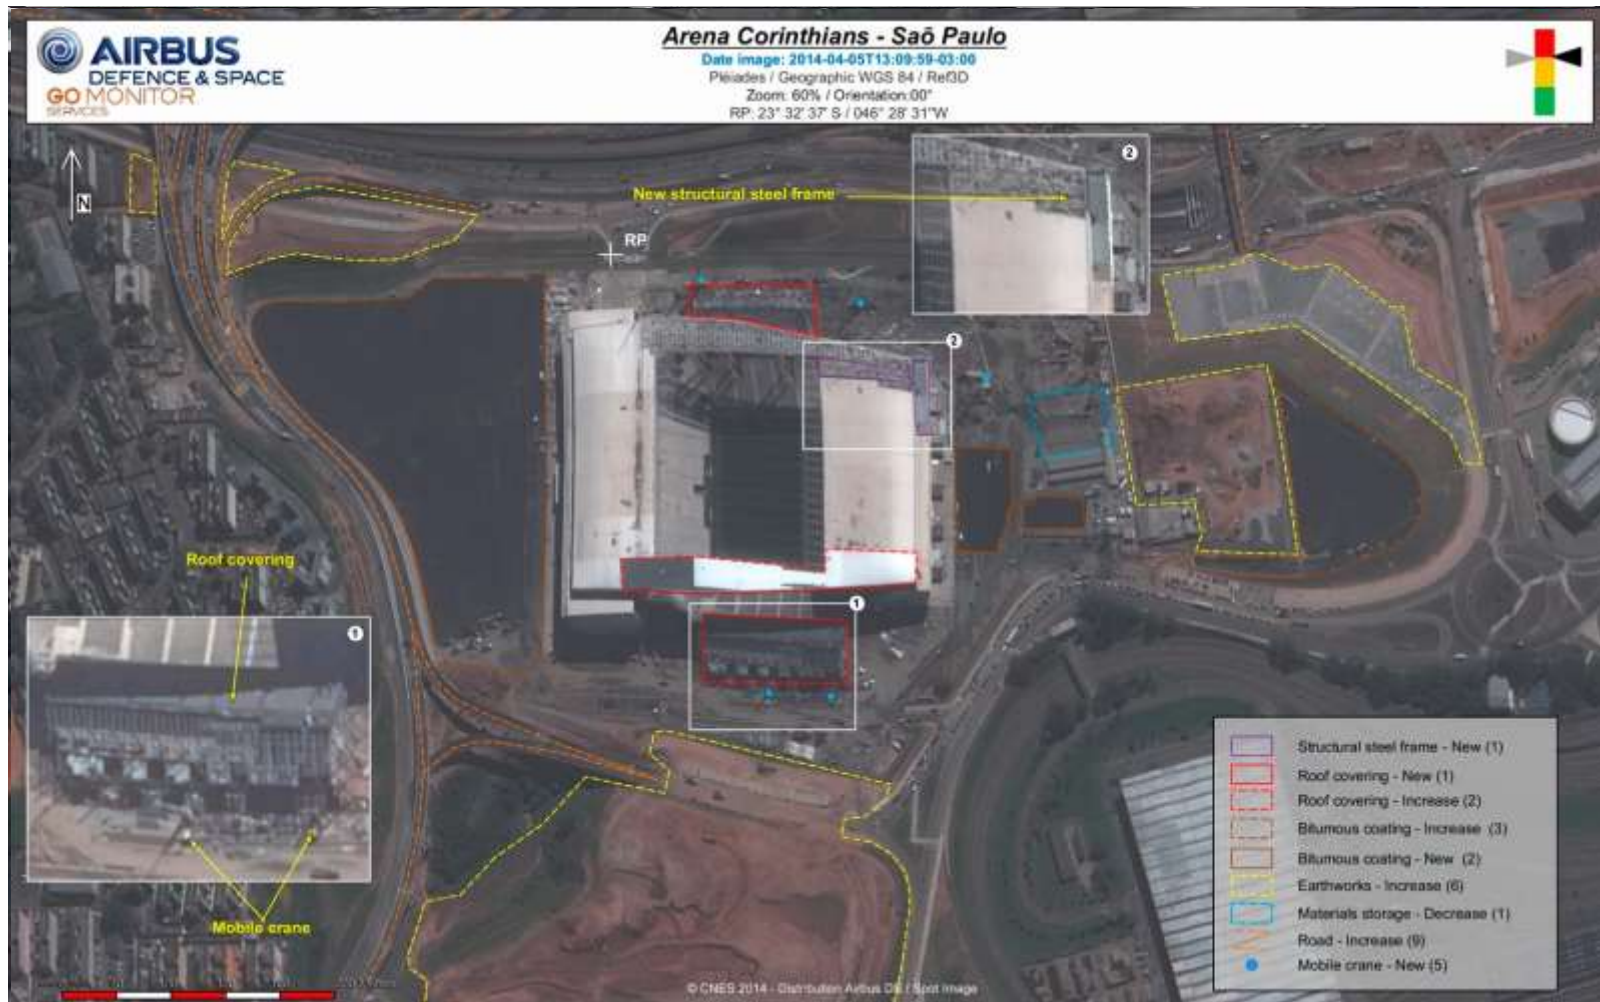 AIRBUS
DEFENCE & SPACE
GO MONITOR
SERVICES
Arena Corinthians - Saõ Paulo
Date image: 2014-04-05T13:09:59-03:00
Pléiades / Geographic WGS 84 / Ref3D
Zoom: 60% / Orientation:00°
RP: 23° 32' 37' S / 046° 28' 31"W
N
RP
New structural steel frame
2
2
Roof covering
1
1
Mobile crane
Structural steel frame - New (1)
Roof covering - New (1)
Roof covering - Increase (2)
Bitumous coating - Increase (3)
Bitumous coating - New (2)
Earthworks - Increase (6)
Materials storage - Decrease (1)
Road - Increase (9)
Mobile crane - New (5)
© CNES 2014 - Distribution Airbus DS / Spot Image